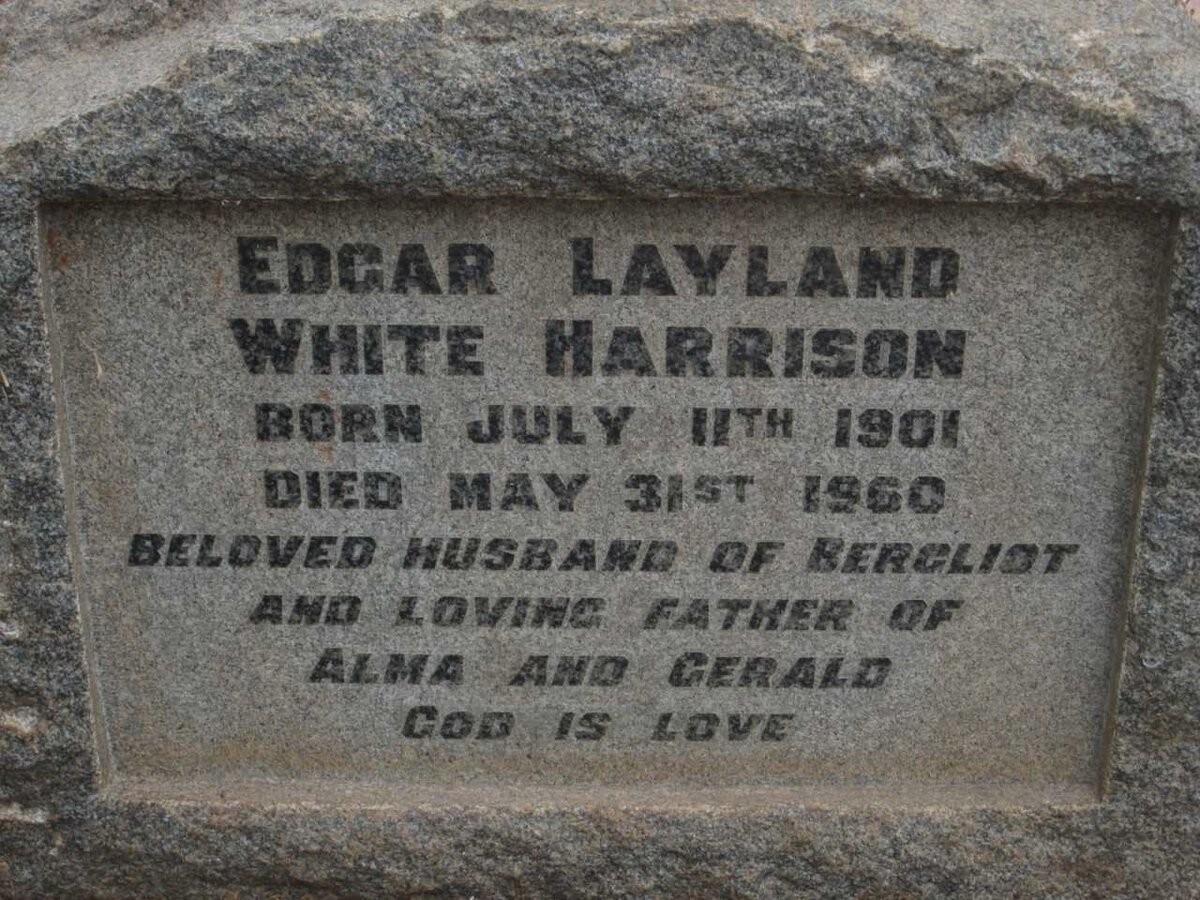 EDGAR LAYLAND
WHITE HARRISON
BORN JULY 11TH 1901
DIED MAY 31ST 1960
BELOVED HUSBAND OF BERGLIOT
AND LOVING FATHER OF
ALMA AND GERALD
GOD IS LOVE